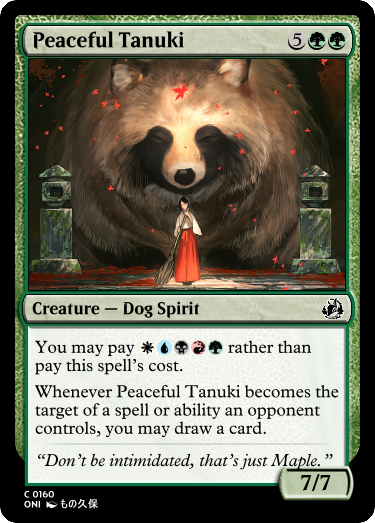 Peaceful Tanuki 5
Creature — Dog Spirit
You may pay rather than
pay this spell's cost.
Whenever Peaceful Tanuki becomes the
target of a spell or ability an opponent
controls, you may draw a card.
“Don't be intimidated, that's just Maple.”
7/7
C 0160
ONI もの久保